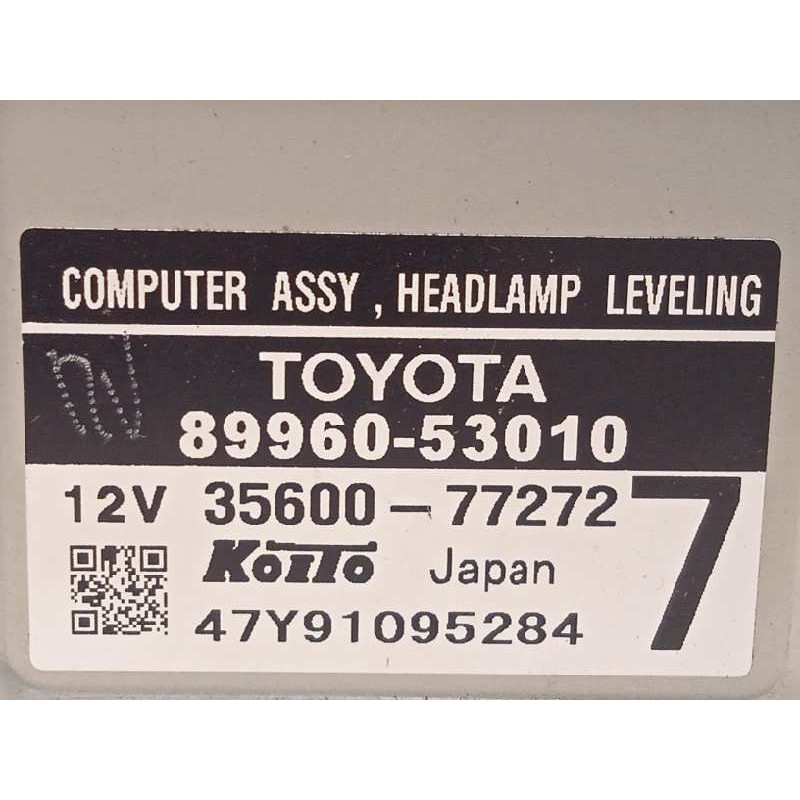 COMPUTER ASSY , HEADLAMP LEVELING
TOYOTA
89960-53010
12V 35600-77272 7
KOITO Japan
47Y91095284